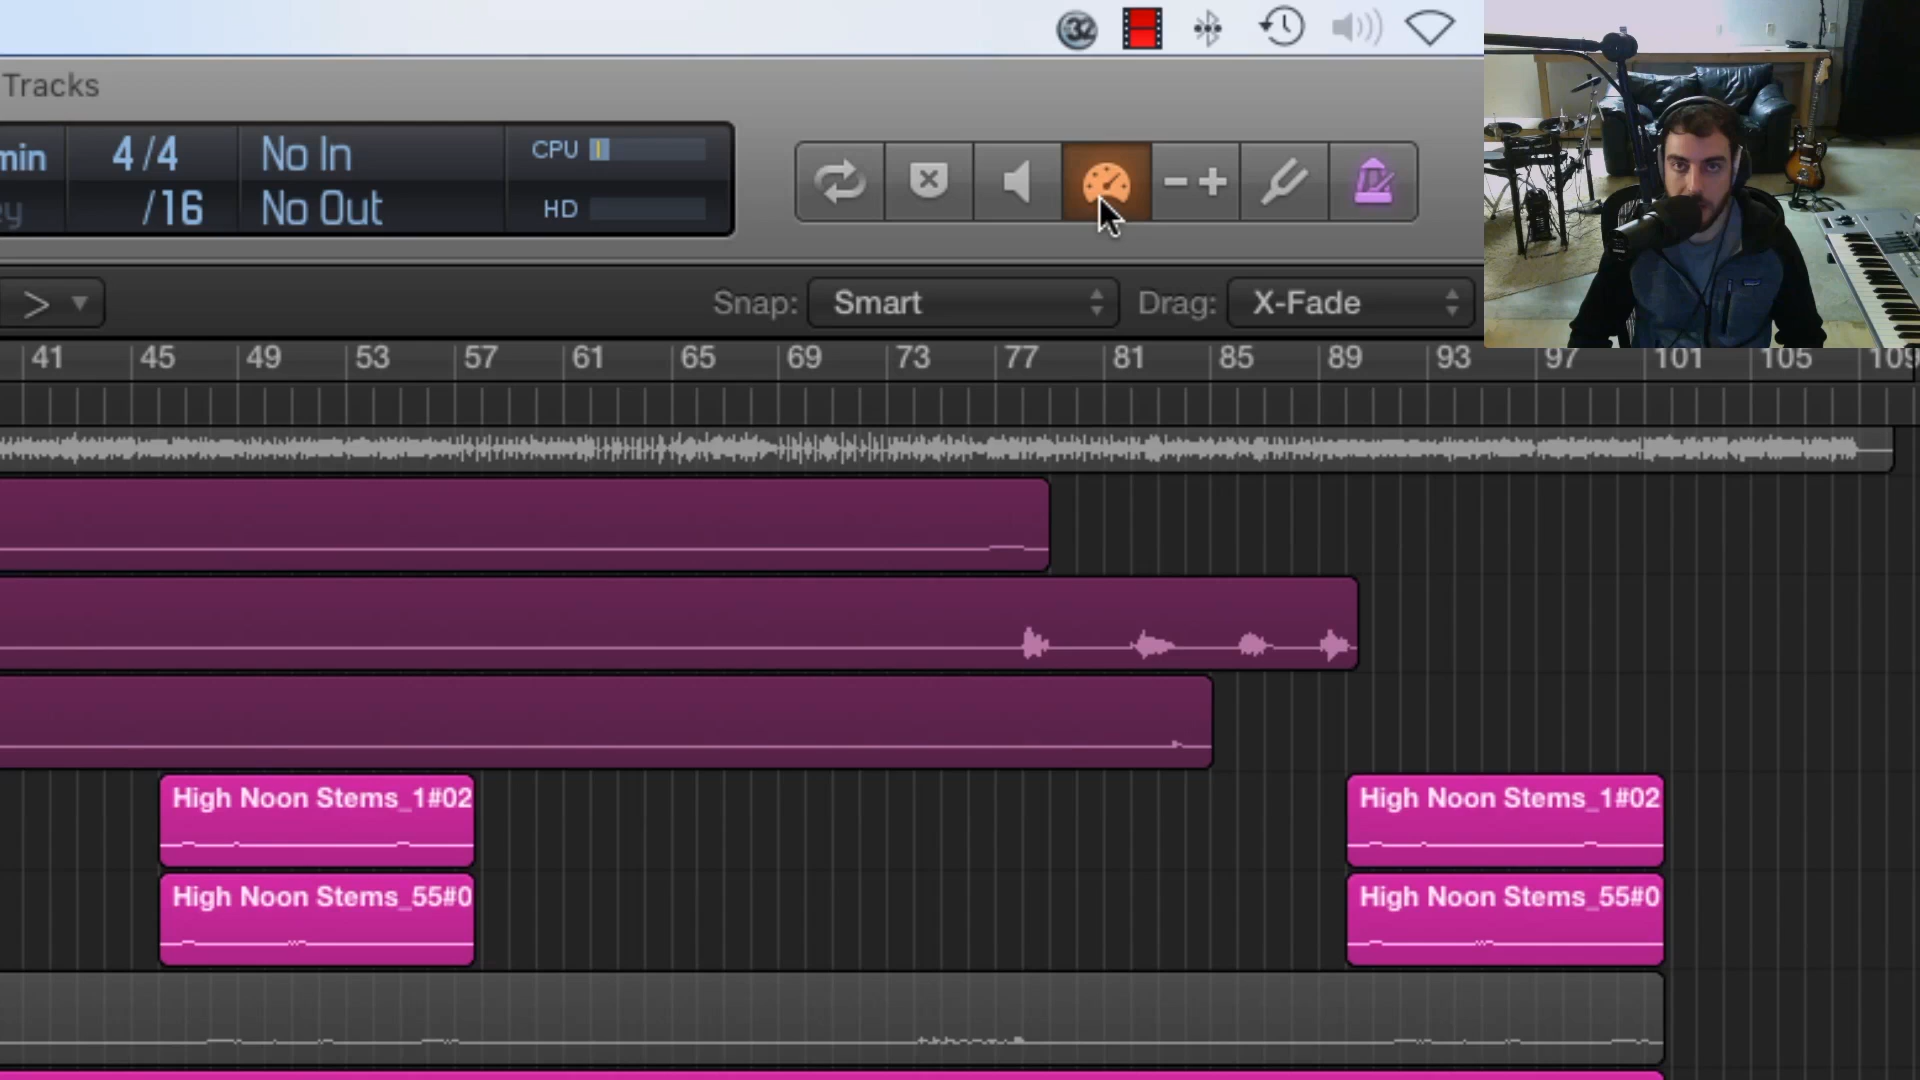 32
Tracks
min 4/4 No In CPU
/16 No Out HD
Snap: Smart Drag: X-Fade
41 45 49 53 57 61 65 69 73 77 81 85 89 93 97 101 105 109
High Noon Stems_1#02 High Noon Stems_1#02
High Noon Stems_55#0 High Noon Stems_55#0